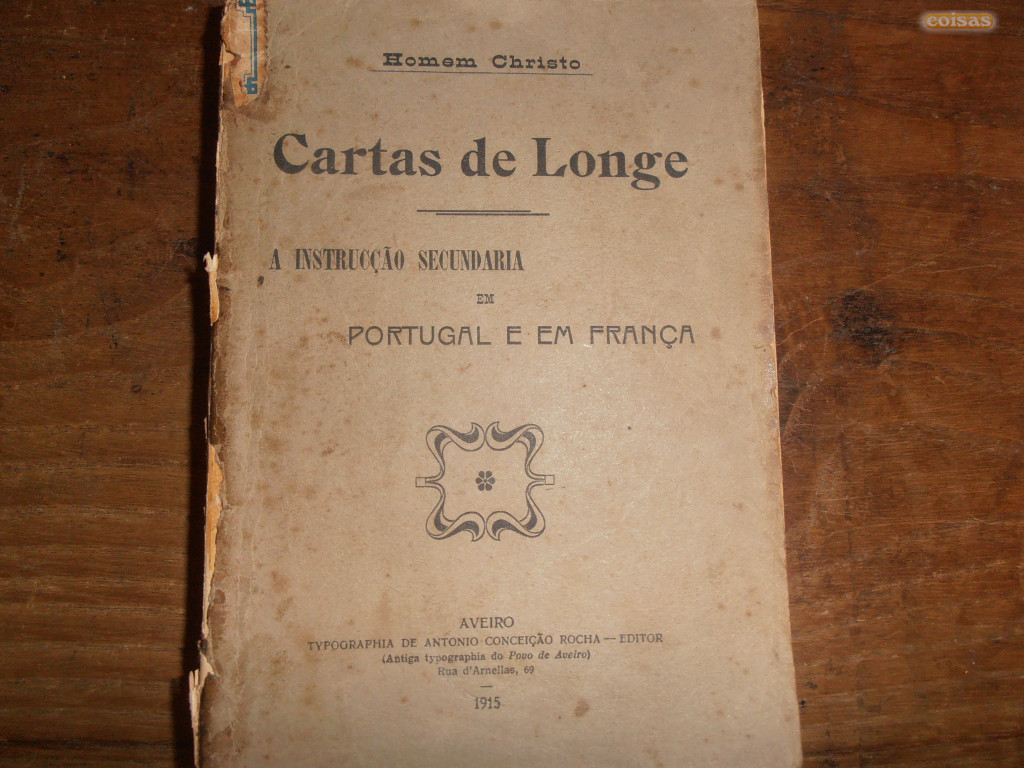 coisas
Homem Christo
Cartas de Longe
A INSTRUCÇÃO SECUNDARIA
EM
PORTUGAL E EM FRANÇA
AVEIRO
TYPOGRAPHIA DE ANTONIO CONCEIÇÃO ROCHA — EDITOR
(Antiga typographia do Povo de Aveiro)
Rua d'Arnellas, 69
1915